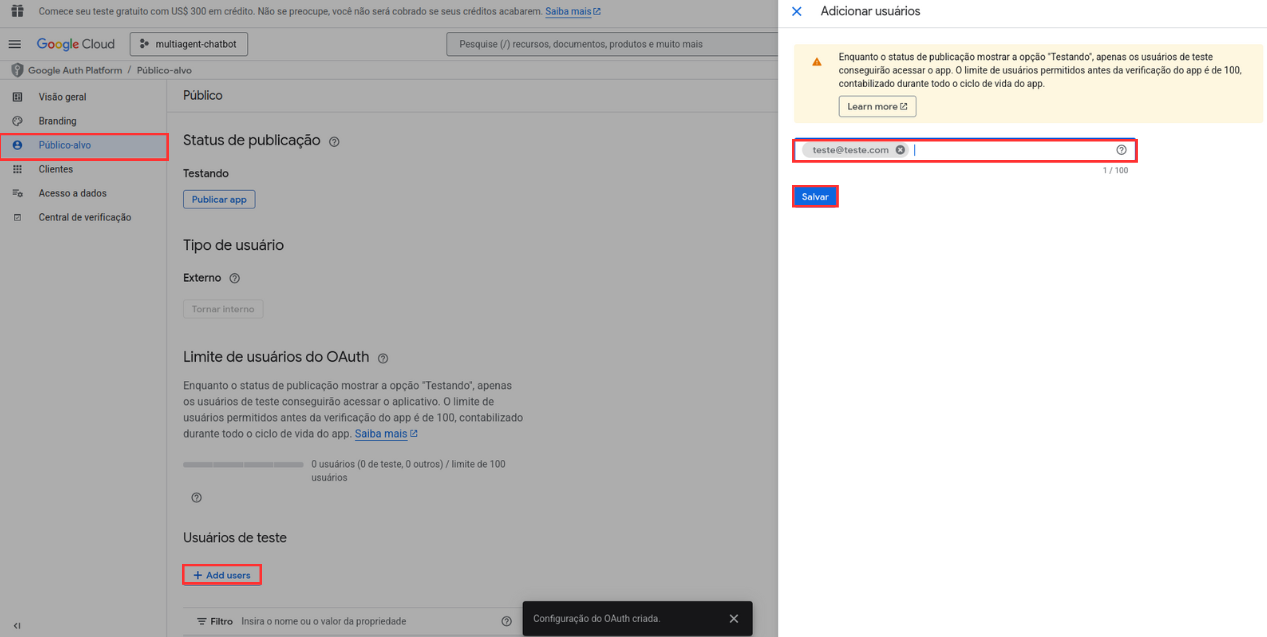 Comece seu teste gratuito com US$ 300 em crédito. Não se preocupe, você não será cobrado se seus créditos acabarem. Saiba mais
Google Cloud
multiagent-chatbot
Pesquise (/) recursos, documentos, produtos e muito mais
Google Auth Platform / Público-alvo
Visão geral
Branding
Público-alvo
Clientes
Acesso a dados
Central de verificação
Público
Status de publicação
Testando
Publicar app
Tipo de usuário
Externo
Tornar interno
Limite de usuários do OAuth
Enquanto o status de publicação mostrar a opção "Testando", apenas
os usuários de teste conseguirão acessar o aplicativo. O limite de
usuários permitidos antes da verificação do app é de 100, contabilizado
durante todo o ciclo de vida do app. Saiba mais
0 usuários (0 de teste, 0 outros) / limite de 100
usuários
Usuários de teste
+ Add users
Filtro Insira o nome ou o valor da propriedade
Configuração do OAuth criada.
Adicionar usuários
Enquanto o status de publicação mostrar a opção "Testando", apenas os usuários de teste
conseguirão acessar o app. O limite de usuários permitidos antes da verificação do app é de 100,
contabilizado durante todo o ciclo de vida do app.
Learn more
teste@teste.com
1 / 100
Salvar